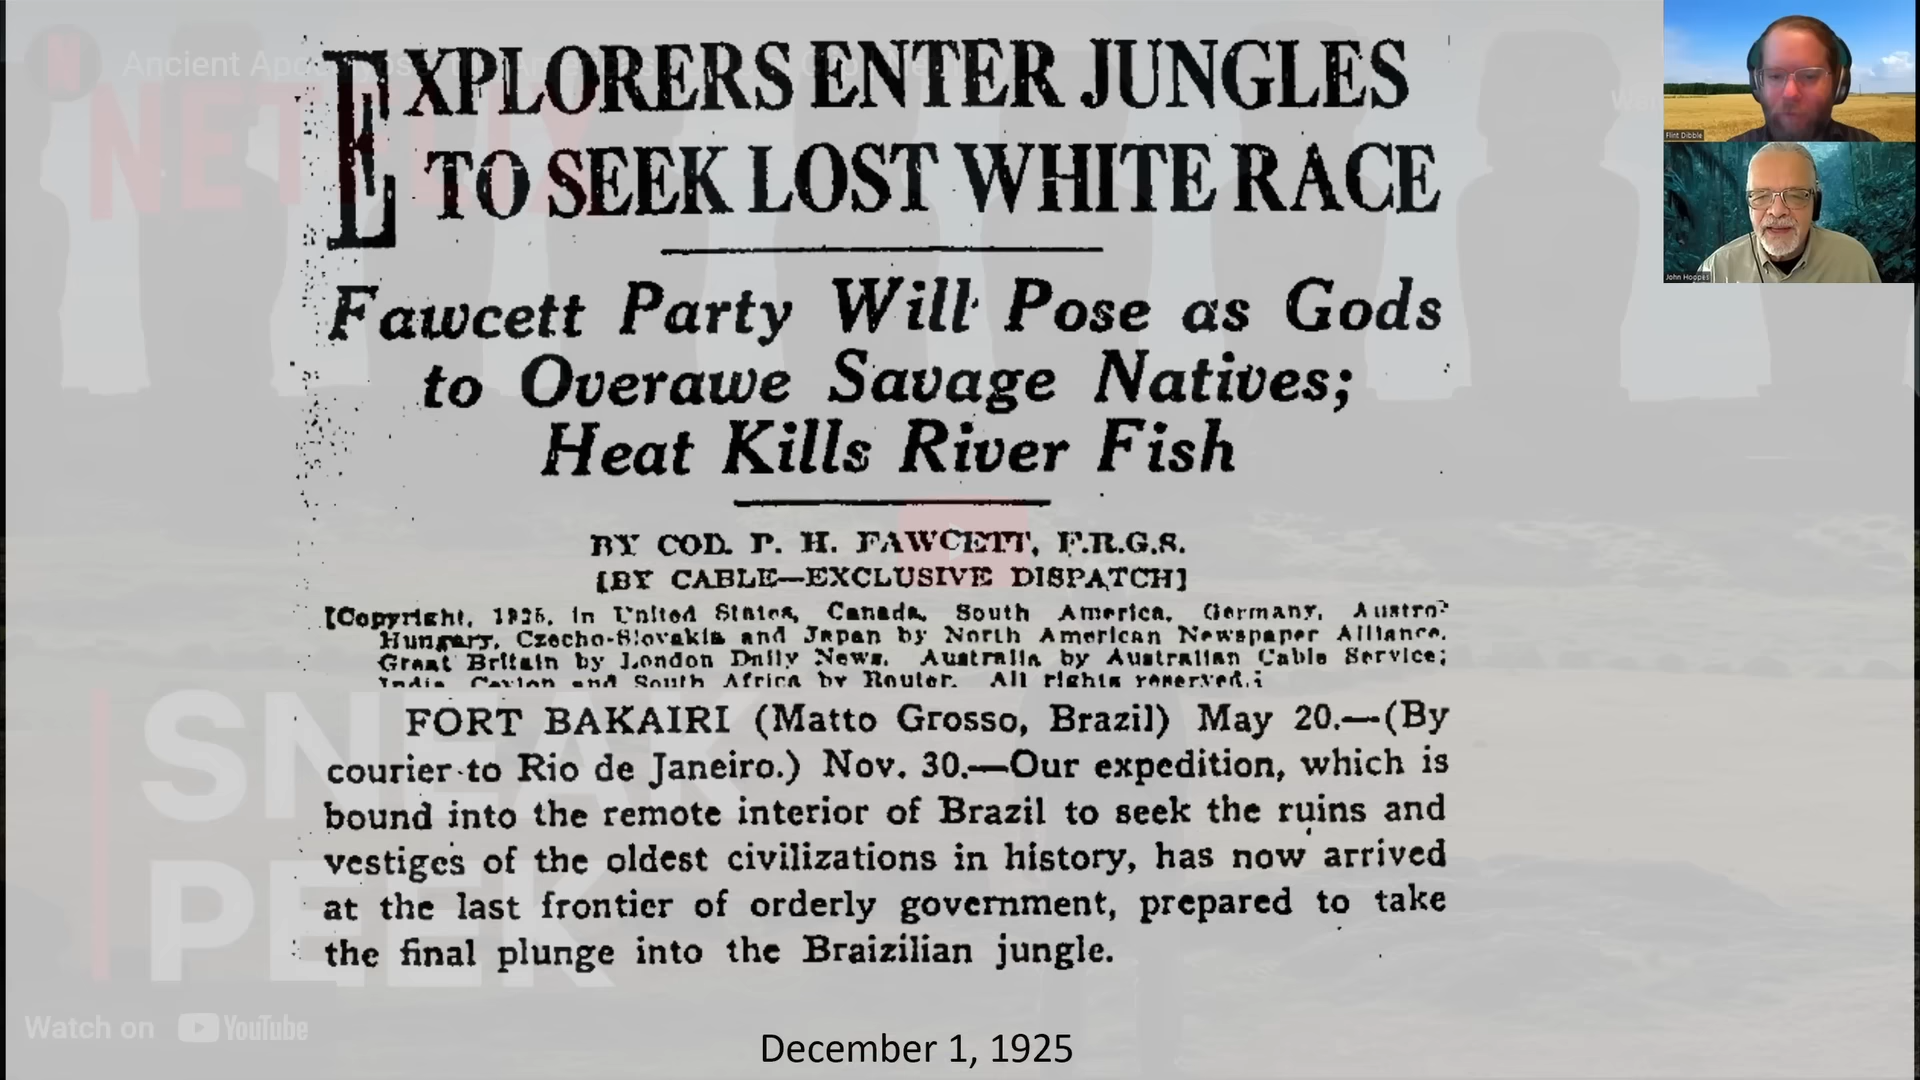 Ancient Apocalypse: The Americas
NETFLIX
EXPLORERS ENTER JUNGLES
TO SEEK LOST WHITE RACE
Fawcett Party Will Pose as Gods
to Overawe Savage Natives;
Heat Kills River Fish
BY COD. P. H. FAWCETT, F.R.G.S.
[BY CABLE—EXCLUSIVE DISPATCH]
[Copyright, 1925, in United States, Canada, South America, Germany, Austro-
Hungary, Czecho-Slovakia and Japan by North American Newspaper Alliance.
Great Britain by London Daily News. Australia by Australian Cable Service;
India, Ceylon and South Africa by Reuter. All rights reserved.]
FORT BAKAIRI (Matto Grosso, Brazil) May 20.—(By
courier to Rio de Janeiro.) Nov. 30.—Our expedition, which is
bound into the remote interior of Brazil to seek the ruins and
vestiges of the oldest civilizations in history, has now arrived
at the last frontier of orderly government, prepared to take
the final plunge into the Braizilian jungle.
SNEAK
PEEK
Watch on YouTube
December 1, 1925
Flint Dibble
John Hoopes